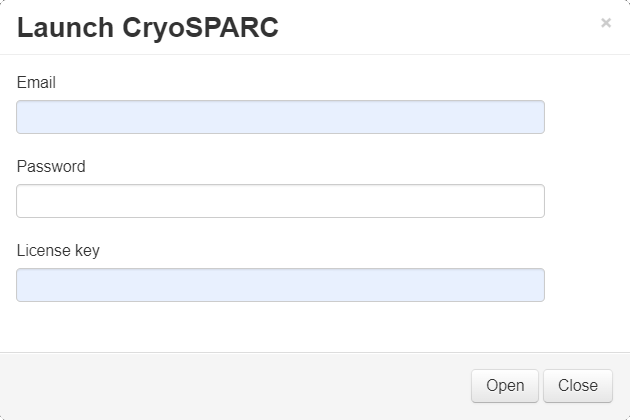 Launch CryoSPARC ×
Email
Password
License key
Open Close